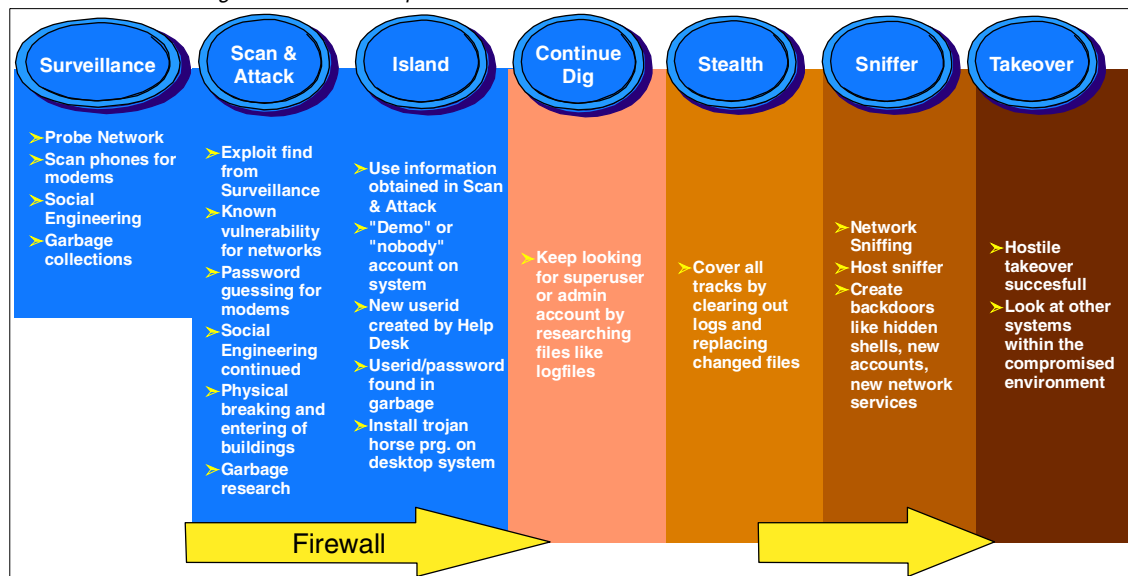 Surveillance
Scan &
Attack
Island
Continue
Dig
Stealth
Sniffer
Takeover
➢Probe Network
➢Scan phones for
modems
➢Social
Engineering
➢Garbage
collections
➢Exploit find
from
Surveillance
➢Known
vulnerability
for networks
➢Password
guessing for
modems
➢Social
Engineering
continued
➢Physical
breaking and
entering of
buildings
➢Garbage
research
➢Use information
obtained in Scan
& Attack
➢"Demo" or
"nobody"
account on
system
➢New userid
created by Help
Desk
➢Userid/password
found in
garbage
➢Install trojan
horse prg. on
desktop system
➢Keep looking
for superuser
or admin
account by
researching
files like
logfiles
➢Cover all
tracks by
clearing out
logs and
replacing
changed files
➢Network
Sniffing
➢Host sniffer
➢Create
backdoors
like hidden
shells, new
accounts,
new network
services
➢Hostile
takeover
succesfull
➢Look at other
systems
within the
compromised
environment
Firewall